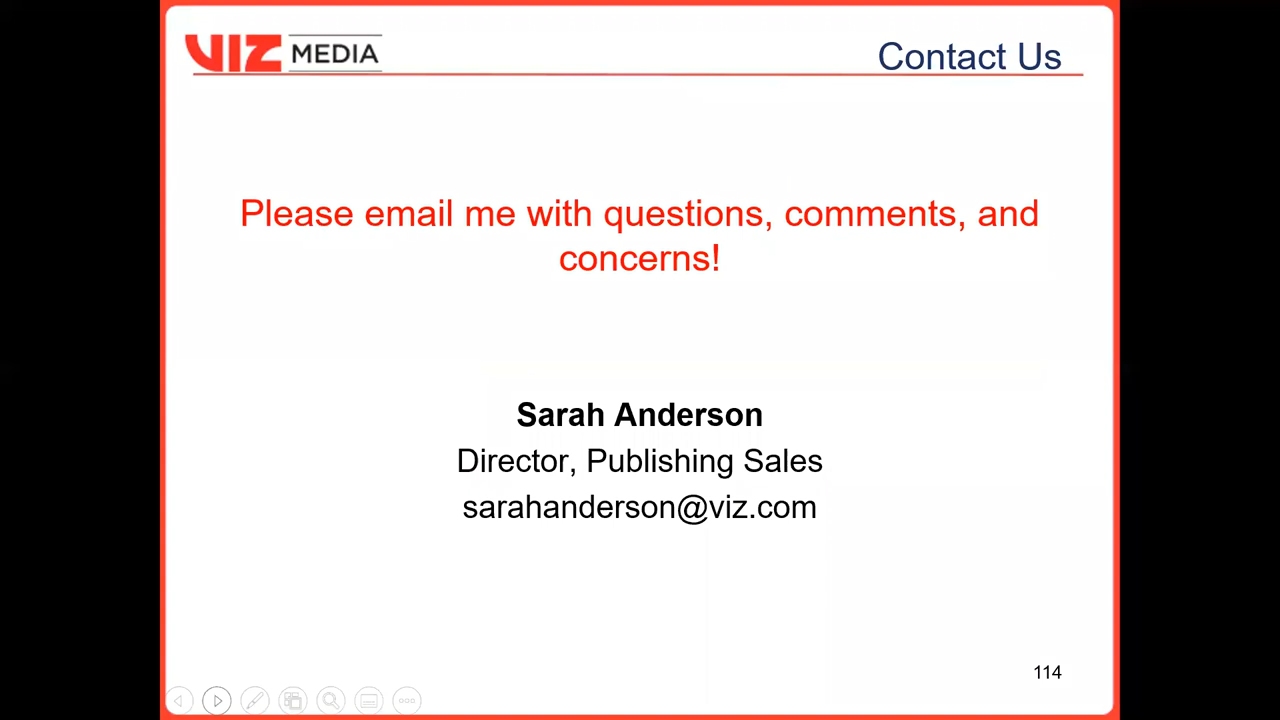 VIZ MEDIA
Contact Us
Please email me with questions, comments, and
concerns!
Sarah Anderson
Director, Publishing Sales
sarahanderson@viz.com
114